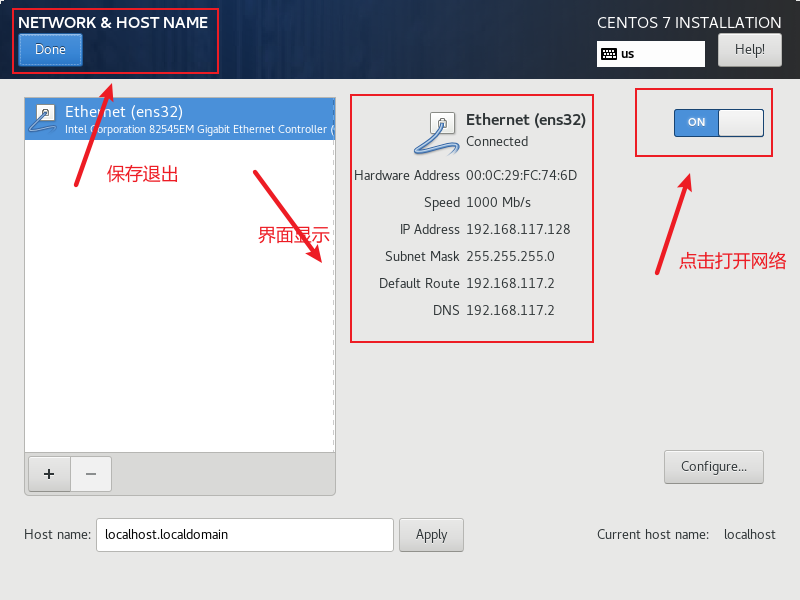 NETWORK & HOST NAME
CENTOS 7 INSTALLATION
Done
us
Help!
Ethernet (ens32)
Intel Corporation 82545EM Gigabit Ethernet Controller (
保存退出
界面显示
Ethernet (ens32)
Connected
Hardware Address 00:0C:29:FC:74:6D
Speed 1000 Mb/s
IP Address 192.168.117.128
Subnet Mask 255.255.255.0
Default Route 192.168.117.2
DNS 192.168.117.2
ON
点击打开网络
+ −
Configure...
Host name: localhost.localdomain Apply
Current host name: localhost